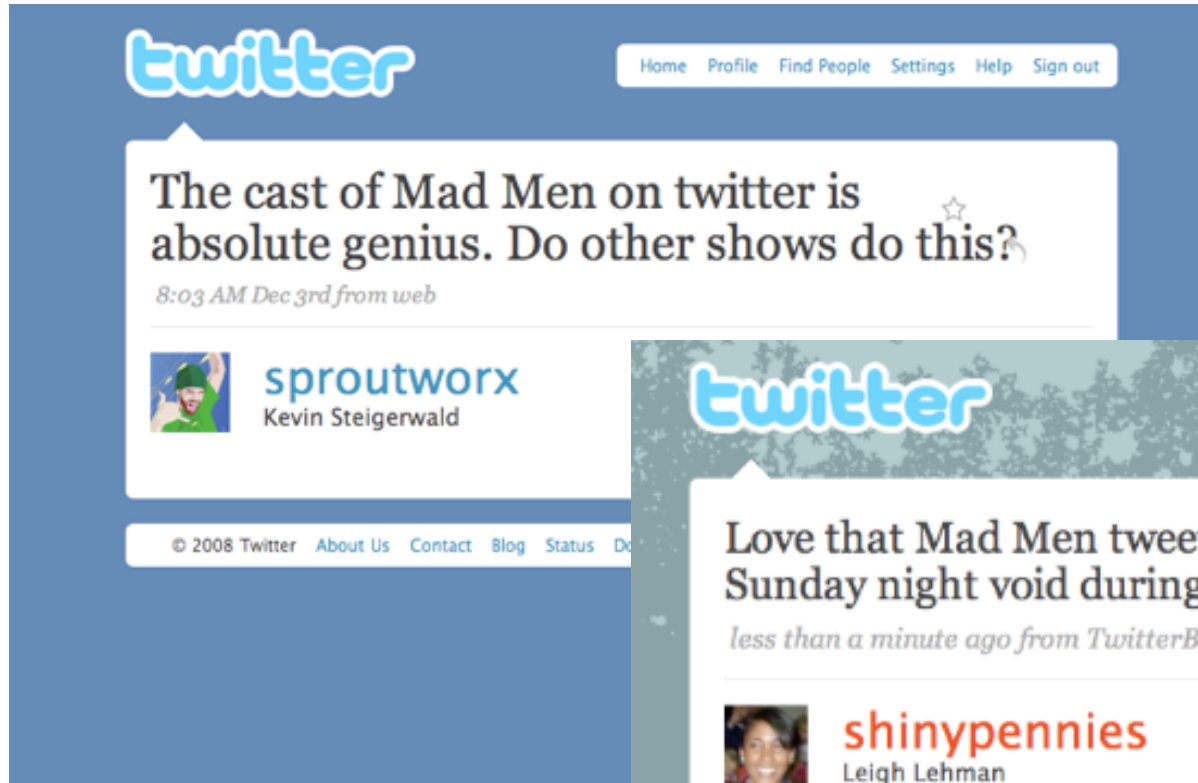 twitter
Home Profile Find People Settings Help Sign out
The cast of Mad Men on twitter is
absolute genius. Do other shows do this?
8:03 AM Dec 3rd from web
sproutworx
Kevin Steigerwald
© 2008 Twitter About Us Contact Blog Status
twitter
Love that Mad Men
Sunday night void during
less than a minute ago from
shinypennies
Leigh Lehman